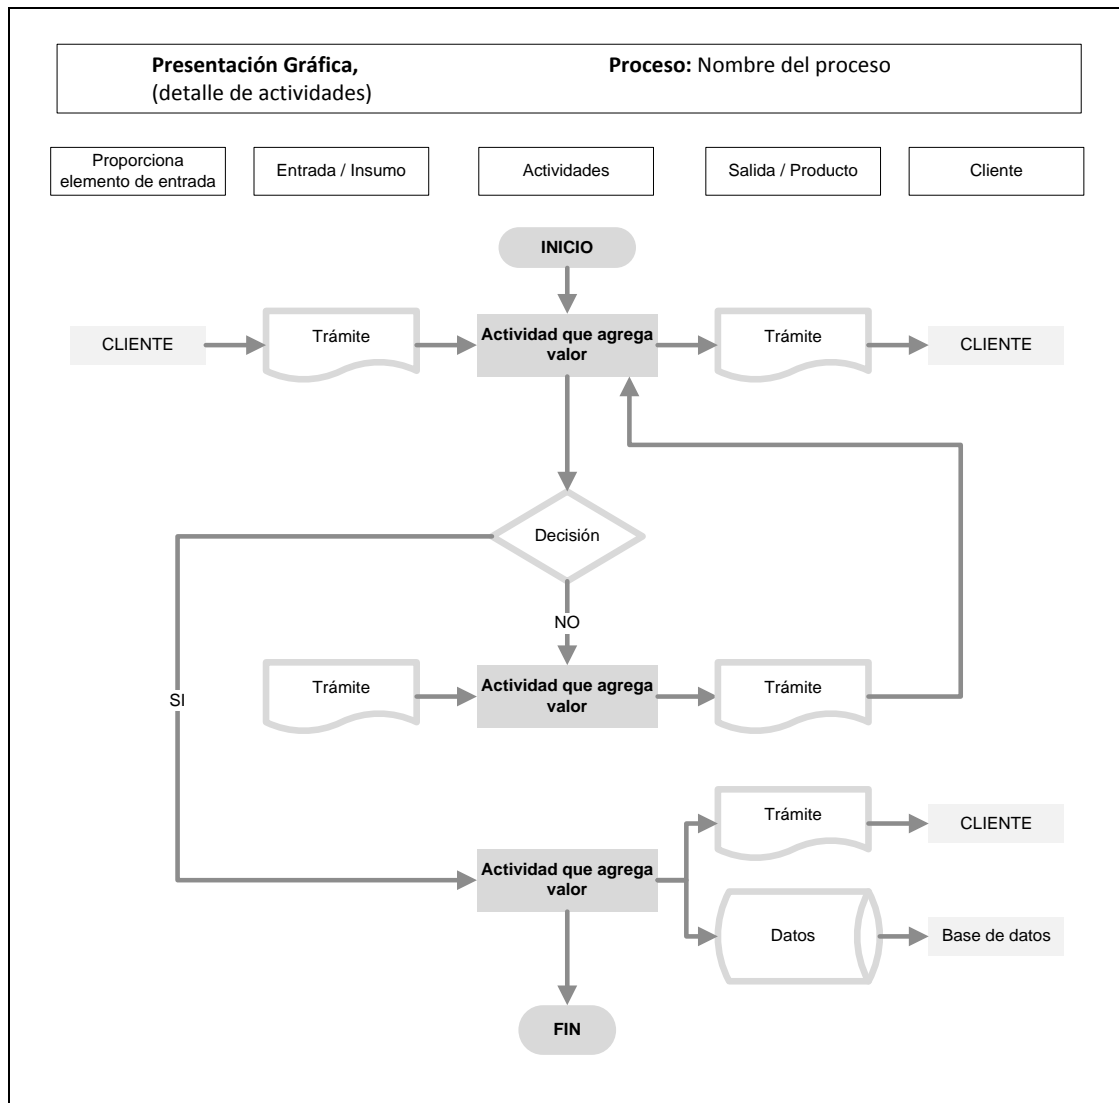 Presentación Gráfica,
(detalle de actividades)
Proceso: Nombre del proceso
Proporciona
elemento de entrada
Entrada / Insumo
Actividades
Salida / Producto
Cliente
INICIO
CLIENTE
Trámite
Actividad que agrega
valor
Trámite
CLIENTE
Decisión
NO
SI
Trámite
Actividad que agrega
valor
Trámite
Trámite
CLIENTE
Actividad que agrega
valor
Datos
Base de datos
FIN